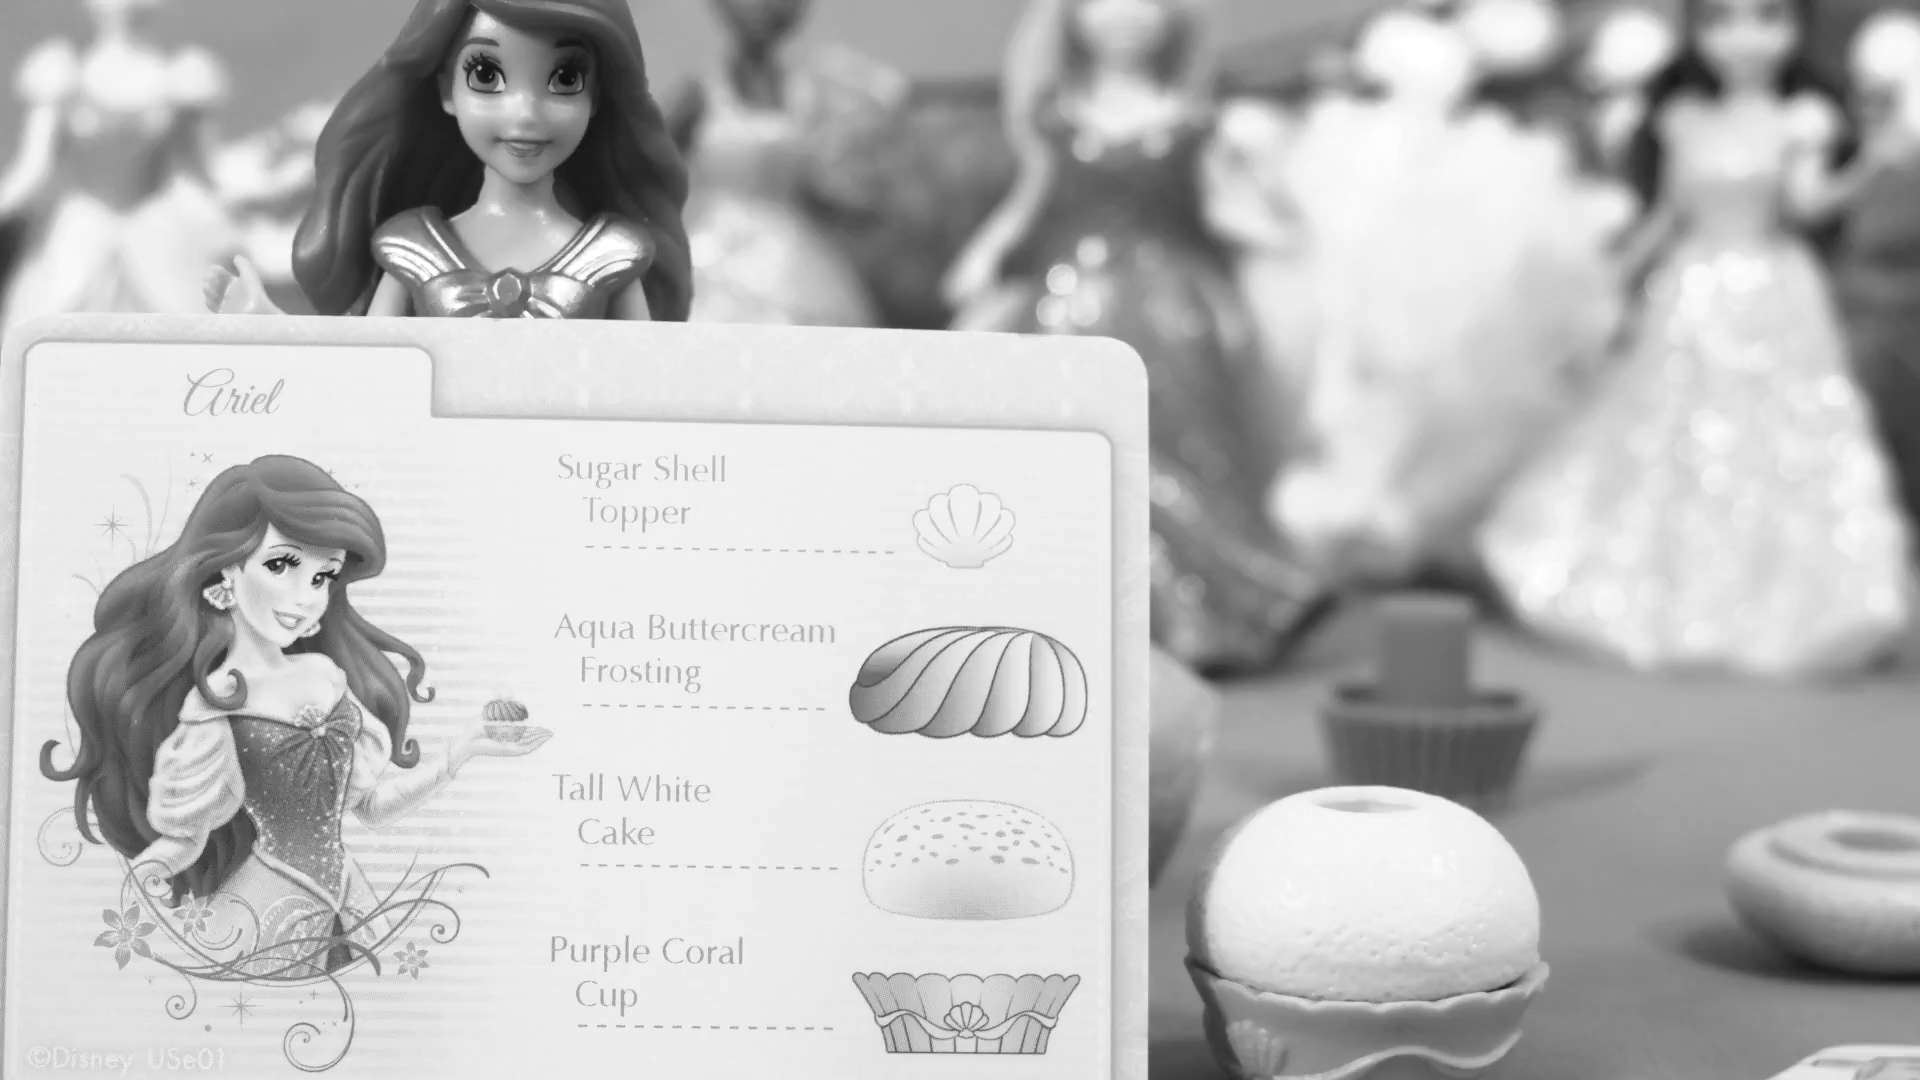 Ariel
Sugar Shell
Topper
Aqua Buttercream
Frosting
Tall White
Cake
Purple Coral
Cup
©Disney USe01